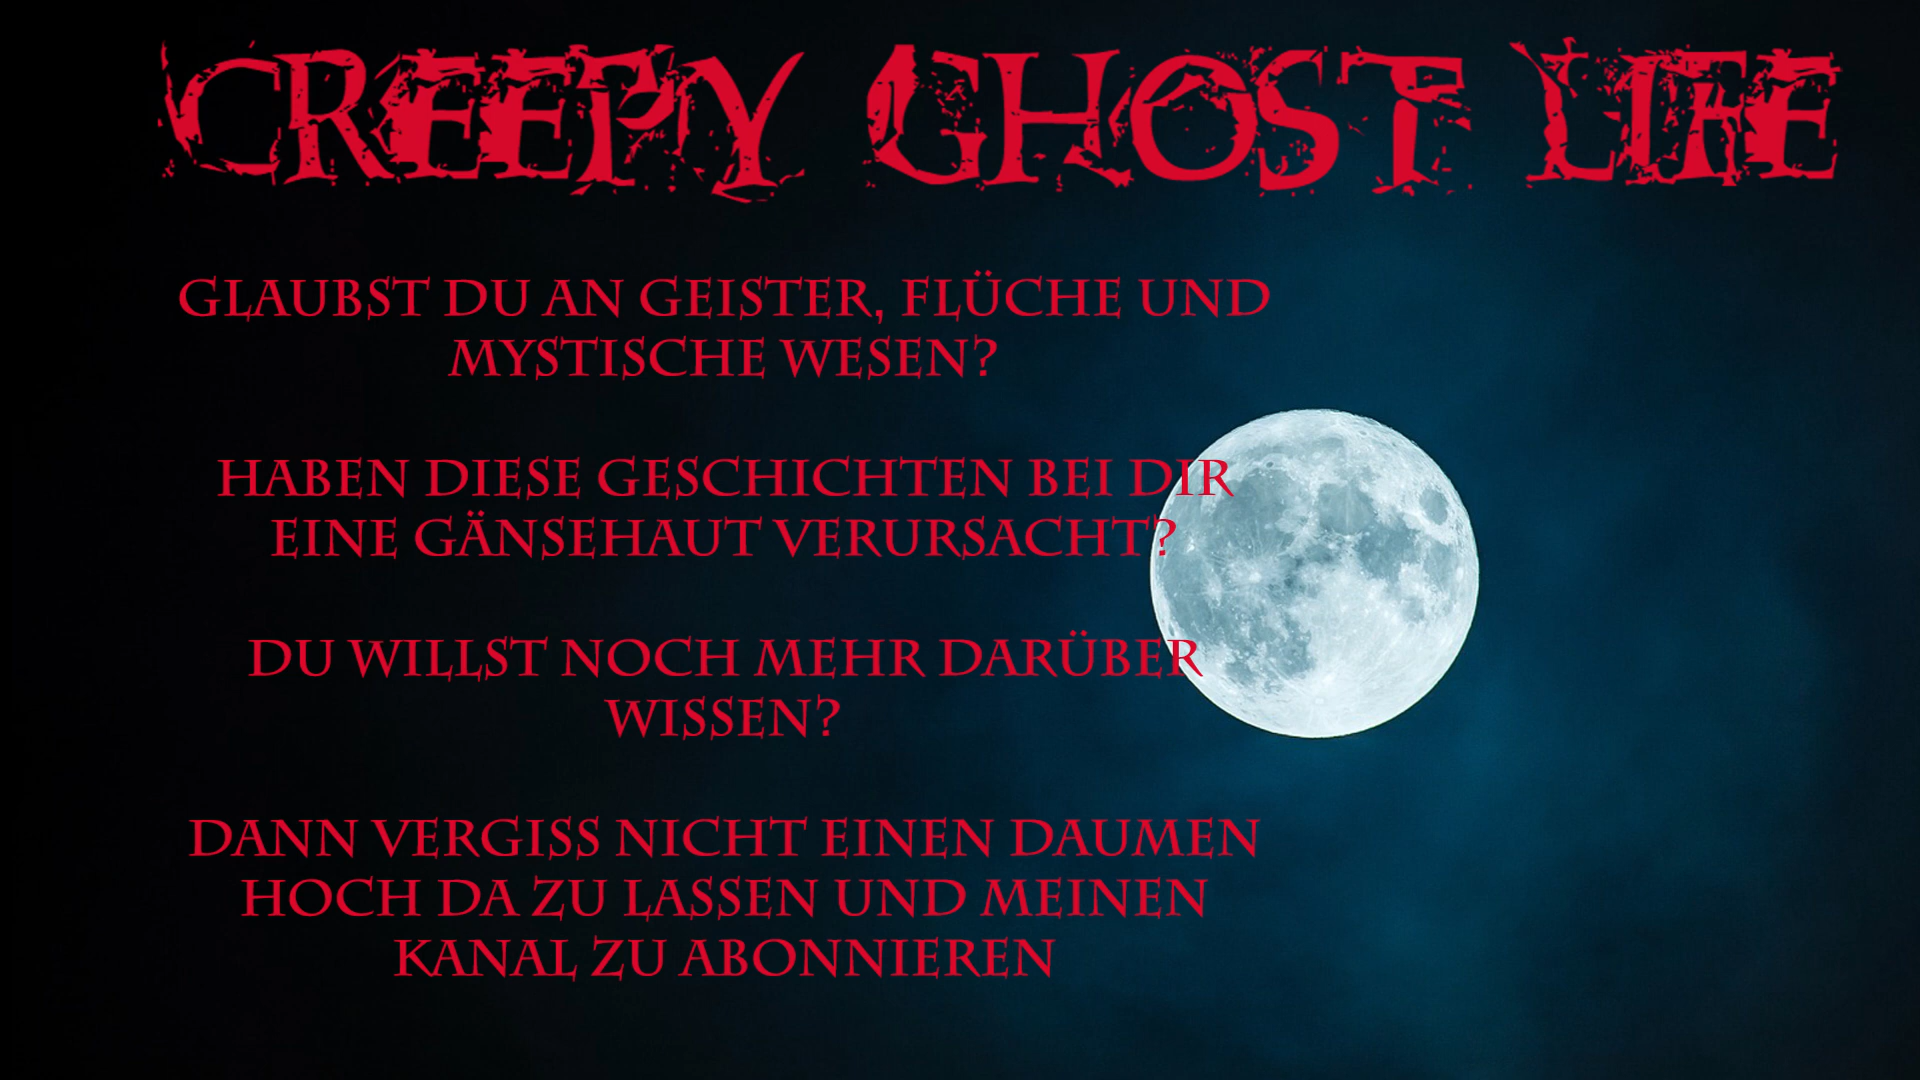 CREEPY GHOST LIFE
GLAUBST DU AN GEISTER, FLÜCHE UND
MYSTISCHE WESEN?
HABEN DIESE GESCHICHTEN BEI DIR
EINE GÄNSEHAUT VERURSACHT?
DU WILLST NOCH MEHR DARÜBER
WISSEN?
DANN VERGISS NICHT EINEN DAUMEN
HOCH DA ZU LASSEN UND MEINEN
KANAL ZU ABONNIEREN